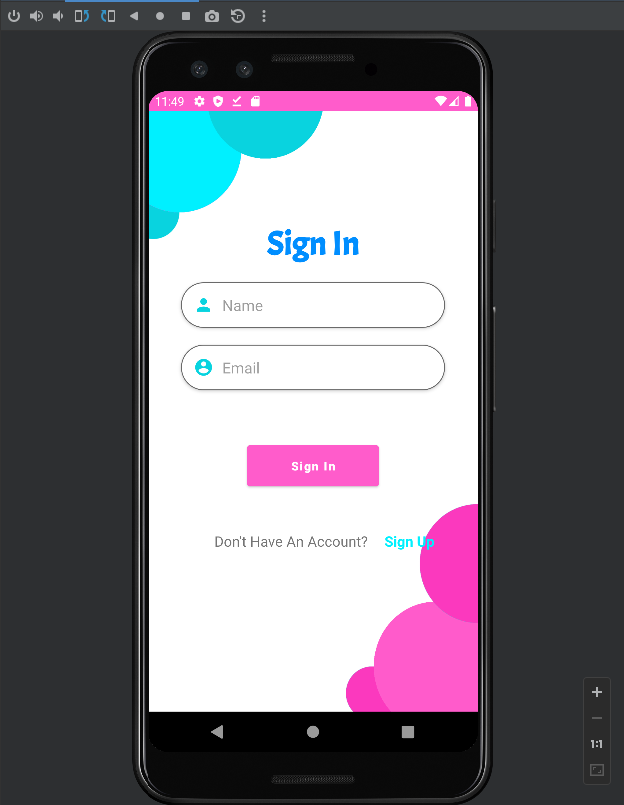 11:49
Sign In
Name
Email
Sign In
Don't Have An Account? Sign Up
1:1